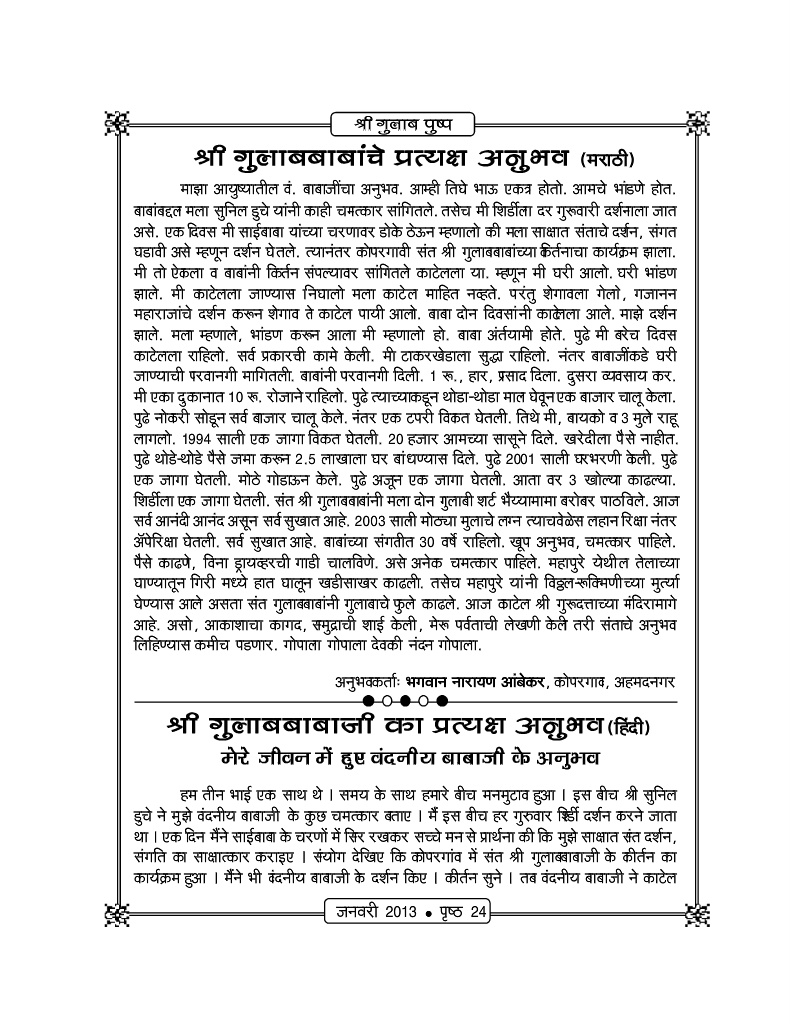 श्री गुलाब पुष्प
श्री गुलाबबाबांचे प्रत्यक्ष अनुभव (मराठी)
माझा आयुष्यातील वं. बाबाजींचा अनुभव. आम्ही तिघे भाऊ एकत्र होतो. आमचे भांडणे होत.
बाबांबद्दल मला सुनिल डुचे यांनी काही चमत्कार सांगितले. तसेच मी शिर्डीला दर गुरूवारी दर्शनाला जात
असे. एक दिवस मी साईबाबा यांच्या चरणावर डोके ठेऊन म्हणालो की मला साक्षात संताचे दर्शन, संगत
घडावी असे म्हणून दर्शन घेतले. त्यानंतर कोपरगावी संत श्री गुलाबबाबांच्या किर्तनाचा कार्यक्रम झाला.
मी तो ऐकला व बाबांनी किर्तन संपल्यावर सांगितले काटेलला या. म्हणून मी घरी आलो. घरी भांडण
झाले. मी काटेलला जाण्यास निघालो मला काटेल माहित नव्हते. परंतु शेगावला गेलो, गजानन
महाराजांचे दर्शन करून शेगाव ते काटेल पायी आलो. बाबा दोन दिवसांनी काटेलला आले. माझे दर्शन
झाले. मला म्हणाले, भांडण करून आला मी म्हणालो हो. बाबा अंर्तयामी होते. पुढे मी बरेच दिवस
काटेलला राहिलो. सर्व प्रकारची कामे केली. मी टाकरखेडाला सुद्धा राहिलो. नंतर बाबाजींकडे घरी
जाण्याची परवानगी मागितली. बाबांनी परवानगी दिली. 1 रू., हार, प्रसाद दिला. दुसरा व्यवसाय कर.
मी एका दुकानात 10 रू. रोजाने राहिलो. पुढे त्याच्याकडून थोडा-थोडा माल घेवून एक बाजार चालू केला.
पुढे नोकरी सोडून सर्व बाजार चालू केले. नंतर एक टपरी विकत घेतली. तिथे मी, बायको व 3 मुले राहू
लागलो. 1994 साली एक जागा विकत घेतली. 20 हजार आमच्या सासूने दिले. खरेदीला पैसे नाहीत.
पुढे थोडे-थोडे पैसे जमा करून 2.5 लाखाला घर बांधण्यास दिले. पुढे 2001 साली घरभरणी केली. पुढे
एक जागा घेतली. मोठे गोडाऊन केले. पुढे अजून एक जागा घेतली. आता वर 3 खोल्या काढल्या.
शिर्डीला एक जागा घेतली. संत श्री गुलाबबाबांनी मला दोन गुलाबी शर्ट भैय्यामामा बरोबर पाठविले. आज
सर्व आनंदी आनंद असून सर्व सुखात आहे. 2003 साली मोठ्या मुलाचे लग्न त्याचवेळेस लहान रिक्षा नंतर
ॲपेरिक्षा घेतली. सर्व सुखात आहे. बाबांच्या संगतीत 30 वर्षे राहिलो. खूप अनुभव, चमत्कार पाहिले.
पैसे काढणे, विना ड्रायव्हरची गाडी चालविणे. असे अनेक चमत्कार पाहिले. महापुरे येथील तेलाच्या
घाण्यातून गिरी मध्ये हात घालून खडीसाखर काढली. तसेच महापुरे यांनी विठ्ठल-रूक्मिणीच्या मुर्त्या
घेण्यास आले असता संत गुलाबबाबांनी गुलाबाचे फुले काढले. आज काटेल श्री गुरूदत्ताच्या मंदिरामागे
आहे. असो, आकाशाचा कागद, समुद्राची शाई केली, मेरू पर्वताची लेखणी केली तरी संताचे अनुभव
लिहिण्यास कमीच पडणार. गोपाला गोपाला देवकी नंदन गोपाला.
अनुभवकर्ताः भगवान नारायण आंबेकर, कोपरगाव, अहमदनगर
श्री गुलाबबाबाजी का प्रत्यक्ष अनुभव (हिंदी)
मेरे जीवन में हुए वंदनीय बाबाजी के अनुभव
हम तीन भाई एक साथ थे । समय के साथ हमारे बीच मनमुटाव हुआ । इस बीच श्री सुनिल
डुचे ने मुझे वंदनीय बाबाजी के कुछ चमत्कार बताए । मैं इस बीच हर गुरुवार शिर्डी दर्शन करने जाता
था । एक दिन मैंने साईबाबा के चरणों में सिर रखकर सच्चे मन से प्रार्थना की कि मुझे साक्षात संत दर्शन,
संगति का साक्षात्कार कराइए । संयोग देखिए कि कोपरगांव में संत श्री गुलाबबाबाजी के कीर्तन का
कार्यक्रम हुआ । मैंने भी वंदनीय बाबाजी के दर्शन किए । कीर्तन सुने । तब वंदनीय बाबाजी ने काटेल
जनवरी 2013 ● पृष्ठ 24